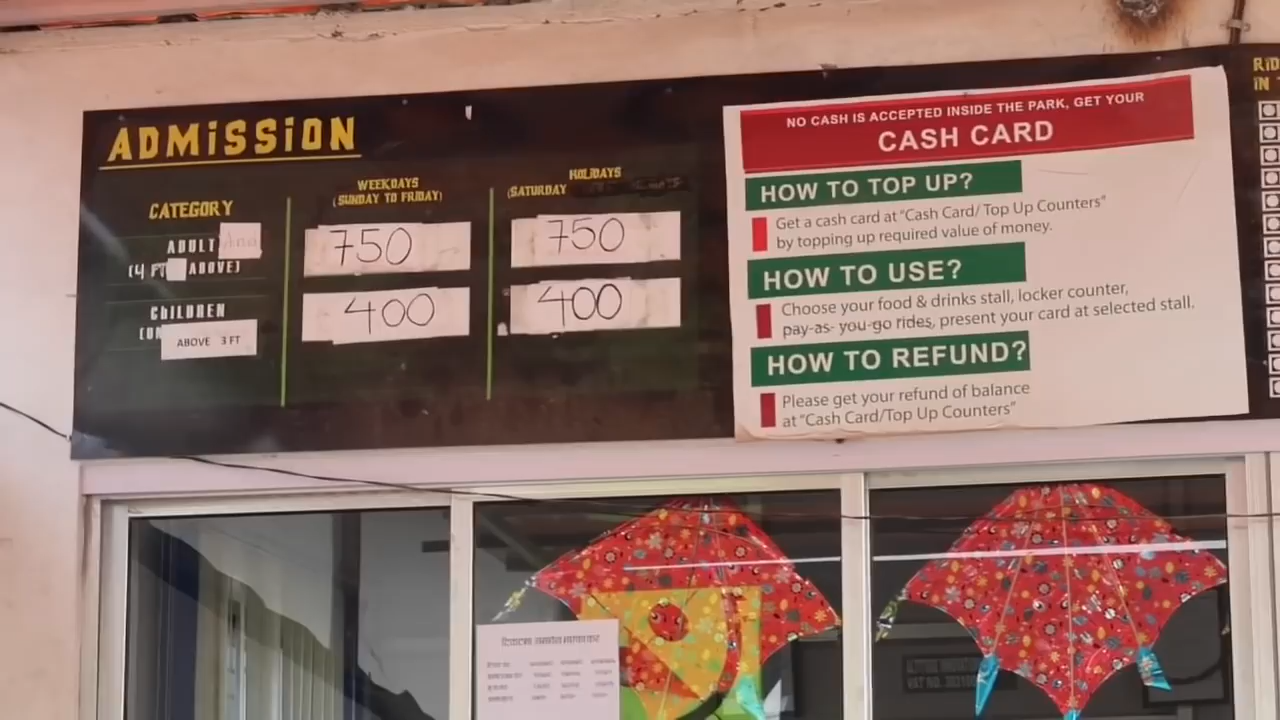 ADMISSION
CATEGORY
WEEKDAYS
(SUNDAY TO FRIDAY)
HOLIDAYS
(SATURDAY
ADULT
(4 FT ABOVE)
750
750
CHILDREN
ABOVE 3 FT
400
400
NO CASH IS ACCEPTED INSIDE THE PARK, GET YOUR
CASH CARD
HOW TO TOP UP?
Get a cash card at "Cash Card/ Top Up Counters"
by topping up required value of money.
HOW TO USE?
Choose your food & drinks stall, locker counter,
pay-as- you-go rides, present your card at selected stall.
HOW TO REFUND?
Please get your refund of balance
at "Cash Card/Top Up Counters"
RID
IN
VAT NO.